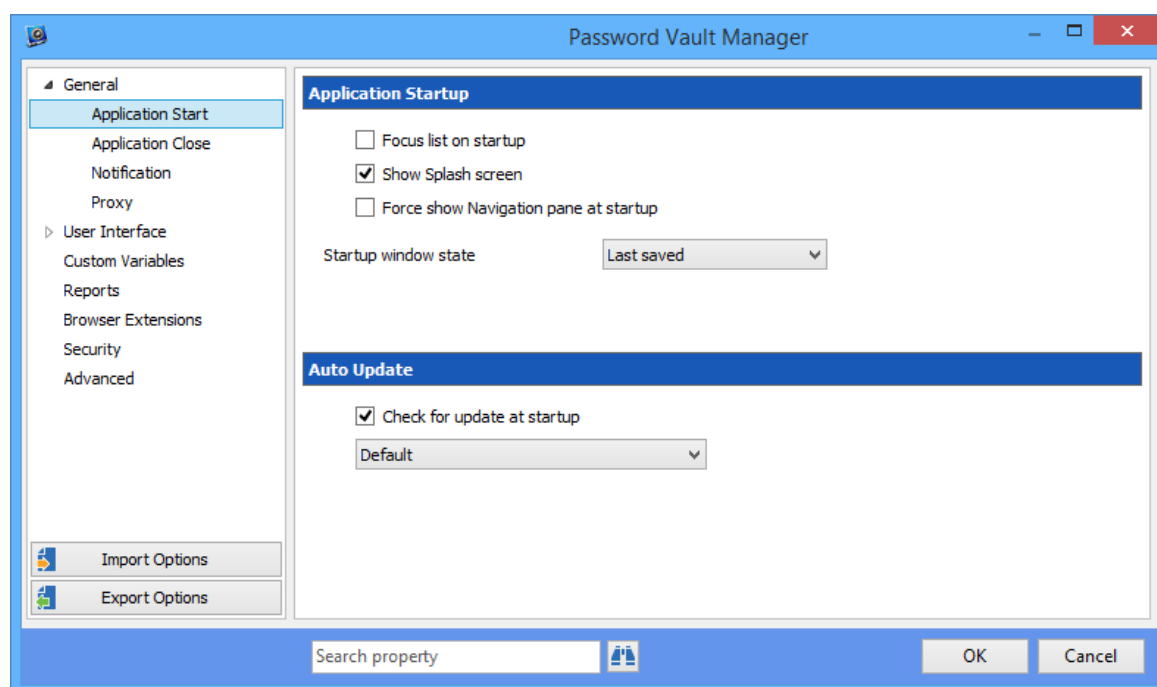 Password Vault Manager
General
Application Start
Application Close
Notification
Proxy
User Interface
Custom Variables
Reports
Browser Extensions
Security
Advanced
Import Options
Export Options
Application Startup
Focus list on startup
Show Splash screen
Force show Navigation pane at startup
Startup window state Last saved
Auto Update
Check for update at startup
Default
Search property
OK Cancel